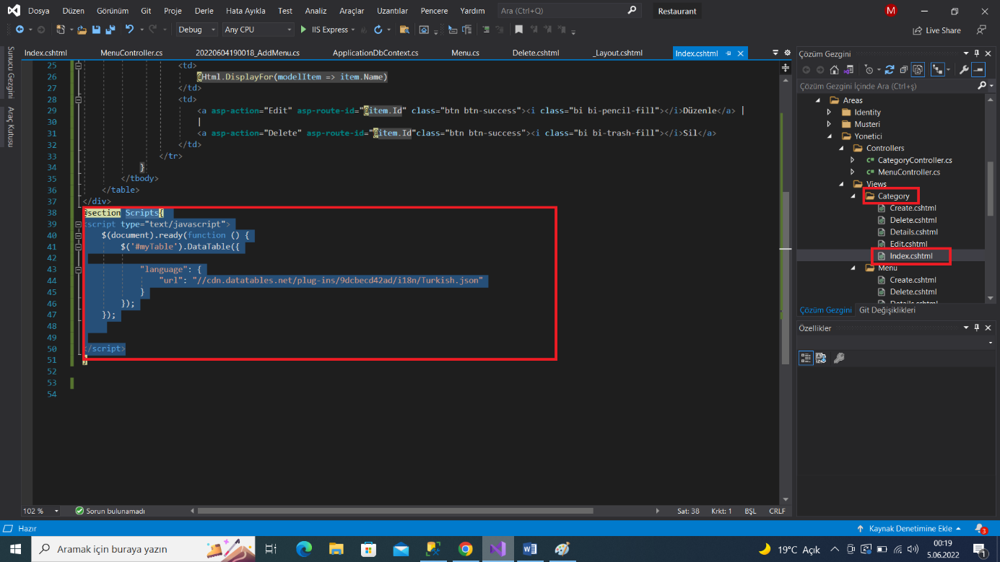 Dosya Düzen Görünüm Git Proje Derle Hata Ayıkla Test Analiz Araçlar Uzantılar Pencere Yardım Ara (Ctrl+Q) Restaurant M
Debug Any CPU IIS Express Live Share
Sunucu Gezgini
Araç Kutusu
Index.cshtml MenuController.cs 20220604190018_AddMenu.cs ApplicationDbContext.cs Menu.cs Delete.cshtml _Layout.cshtml Index.cshtml
25 <td>
26 @Html.DisplayFor(modelItem => item.Name)
27 </td>
28 <td>
29 <a asp-action="Edit" asp-route-id="@item.Id" class="btn btn-success"><i class="bi bi-pencil-fill"></i>Düzenle</a> |
30 |
31 <a asp-action="Delete" asp-route-id="@item.Id"class="btn btn-success"><i class="bi bi-trash-fill"></i>Sil</a>
32 </td>
33 </tr>
34 }
35 </tbody>
36 </table>
37 </div>
38 @section Scripts{
39 <script type="text/javascript">
40 $(document).ready(function () {
41 $('#myTable').DataTable({
42
43 "language": {
44 "url": "//cdn.datatables.net/plug-ins/9dcbecd42ad/i18n/Turkish.json"
45 }
46 });
47 });
48
49
50 </script>
51 }
52
53
54
Çözüm Gezgini
Çözüm Gezgini İçinde Ara (Ctrl+ş)
Areas
Identity
Musteri
Yonetici
Controllers
CategoryController.cs
MenuController.cs
Views
Category
Create.cshtml
Delete.cshtml
Details.cshtml
Edit.cshtml
Index.cshtml
Menu
Create.cshtml
Delete.cshtml
Details.cshtml
Çözüm Gezgini Git Değişiklikleri
Özellikler
102 % Sorun bulunamadı Sat: 38 Krkt: 1 BŞL CRLF
Hazır Kaynak Denetimine Ekle 3
Aramak için buraya yazın 19°C Açık 00:19
5.06.2022 1